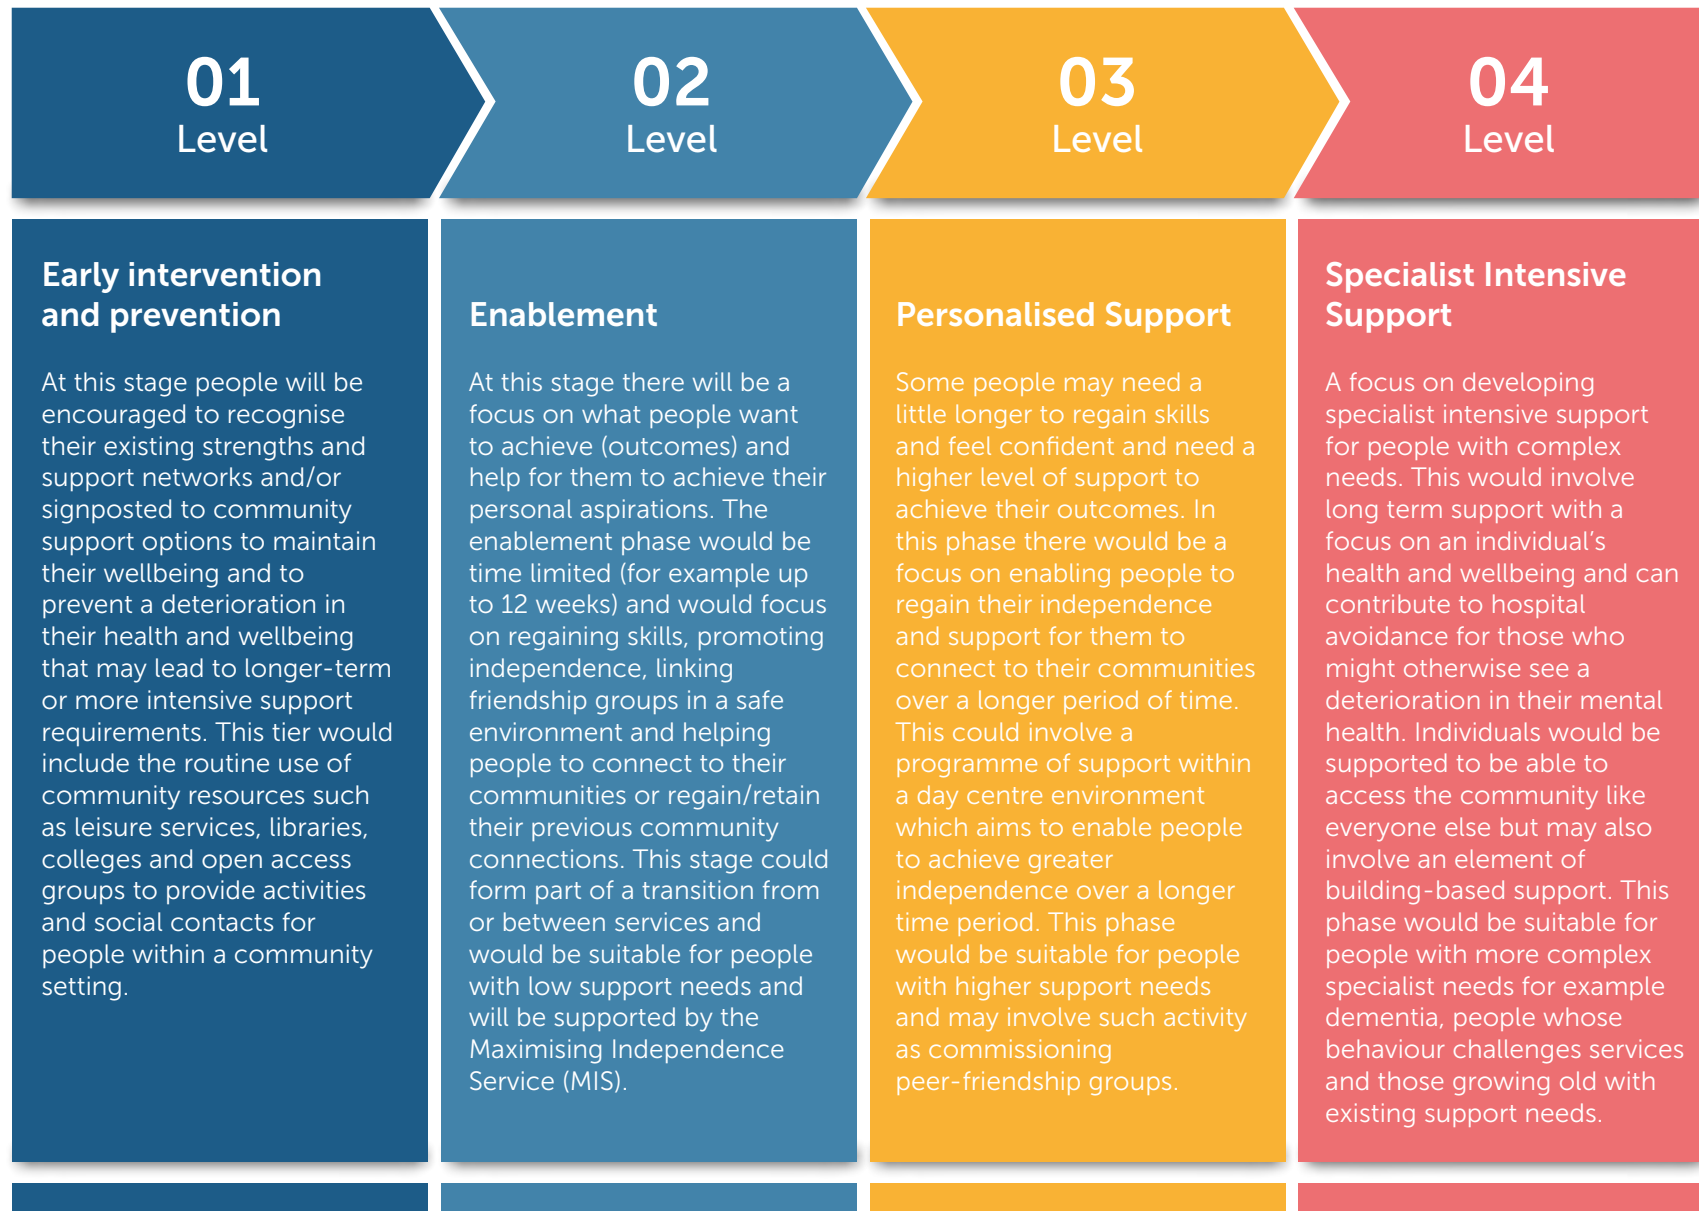 01
Level
02
Level
03
Level
04
Level
Early intervention
and prevention
At this stage people will be
encouraged to recognise
their existing strengths and
support networks and/or
signposted to community
support options to maintain
their wellbeing and to
prevent a deterioration in
their health and wellbeing
that may lead to longer-term
or more intensive support
requirements. This tier would
include the routine use of
community resources such
as leisure services, libraries,
colleges and open access
groups to provide activities
and social contacts for
people within a community
setting.
Enablement
At this stage there will be a
focus on what people want
to achieve (outcomes) and
help for them to achieve their
personal aspirations. The
enablement phase would be
time limited (for example up
to 12 weeks) and would focus
on regaining skills, promoting
independence, linking
friendship groups in a safe
environment and helping
people to connect to their
communities or regain/retain
their previous community
connections. This stage could
form part of a transition from
or between services and
would be suitable for people
with low support needs and
will be supported by the
Maximising Independence
Service (MIS).
Personalised Support
Some people may need a
little longer to regain skills
and feel confident and need a
higher level of support to
achieve their outcomes. In
this phase there would be a
focus on enabling people to
regain their independence
and support for them to
connect to their communities
over a longer period of time.
This could involve a
programme of support within
a day centre environment
which aims to enable people
to achieve greater
independence over a longer
time period. This phase
would be suitable for people
with higher support needs
and may involve such activity
as commissioning
peer-friendship groups.
Specialist Intensive
Support
A focus on developing
specialist intensive support
for people with complex
needs. This would involve
long term support with a
focus on an individual’s
health and wellbeing and can
contribute to hospital
avoidance for those who
might otherwise see a
deterioration in their mental
health. Individuals would be
supported to be able to
access the community like
everyone else but may also
involve an element of
building-based support. This
phase would be suitable for
people with more complex
specialist needs for example
dementia, people whose
behaviour challenges services
and those growing old with
existing support needs.